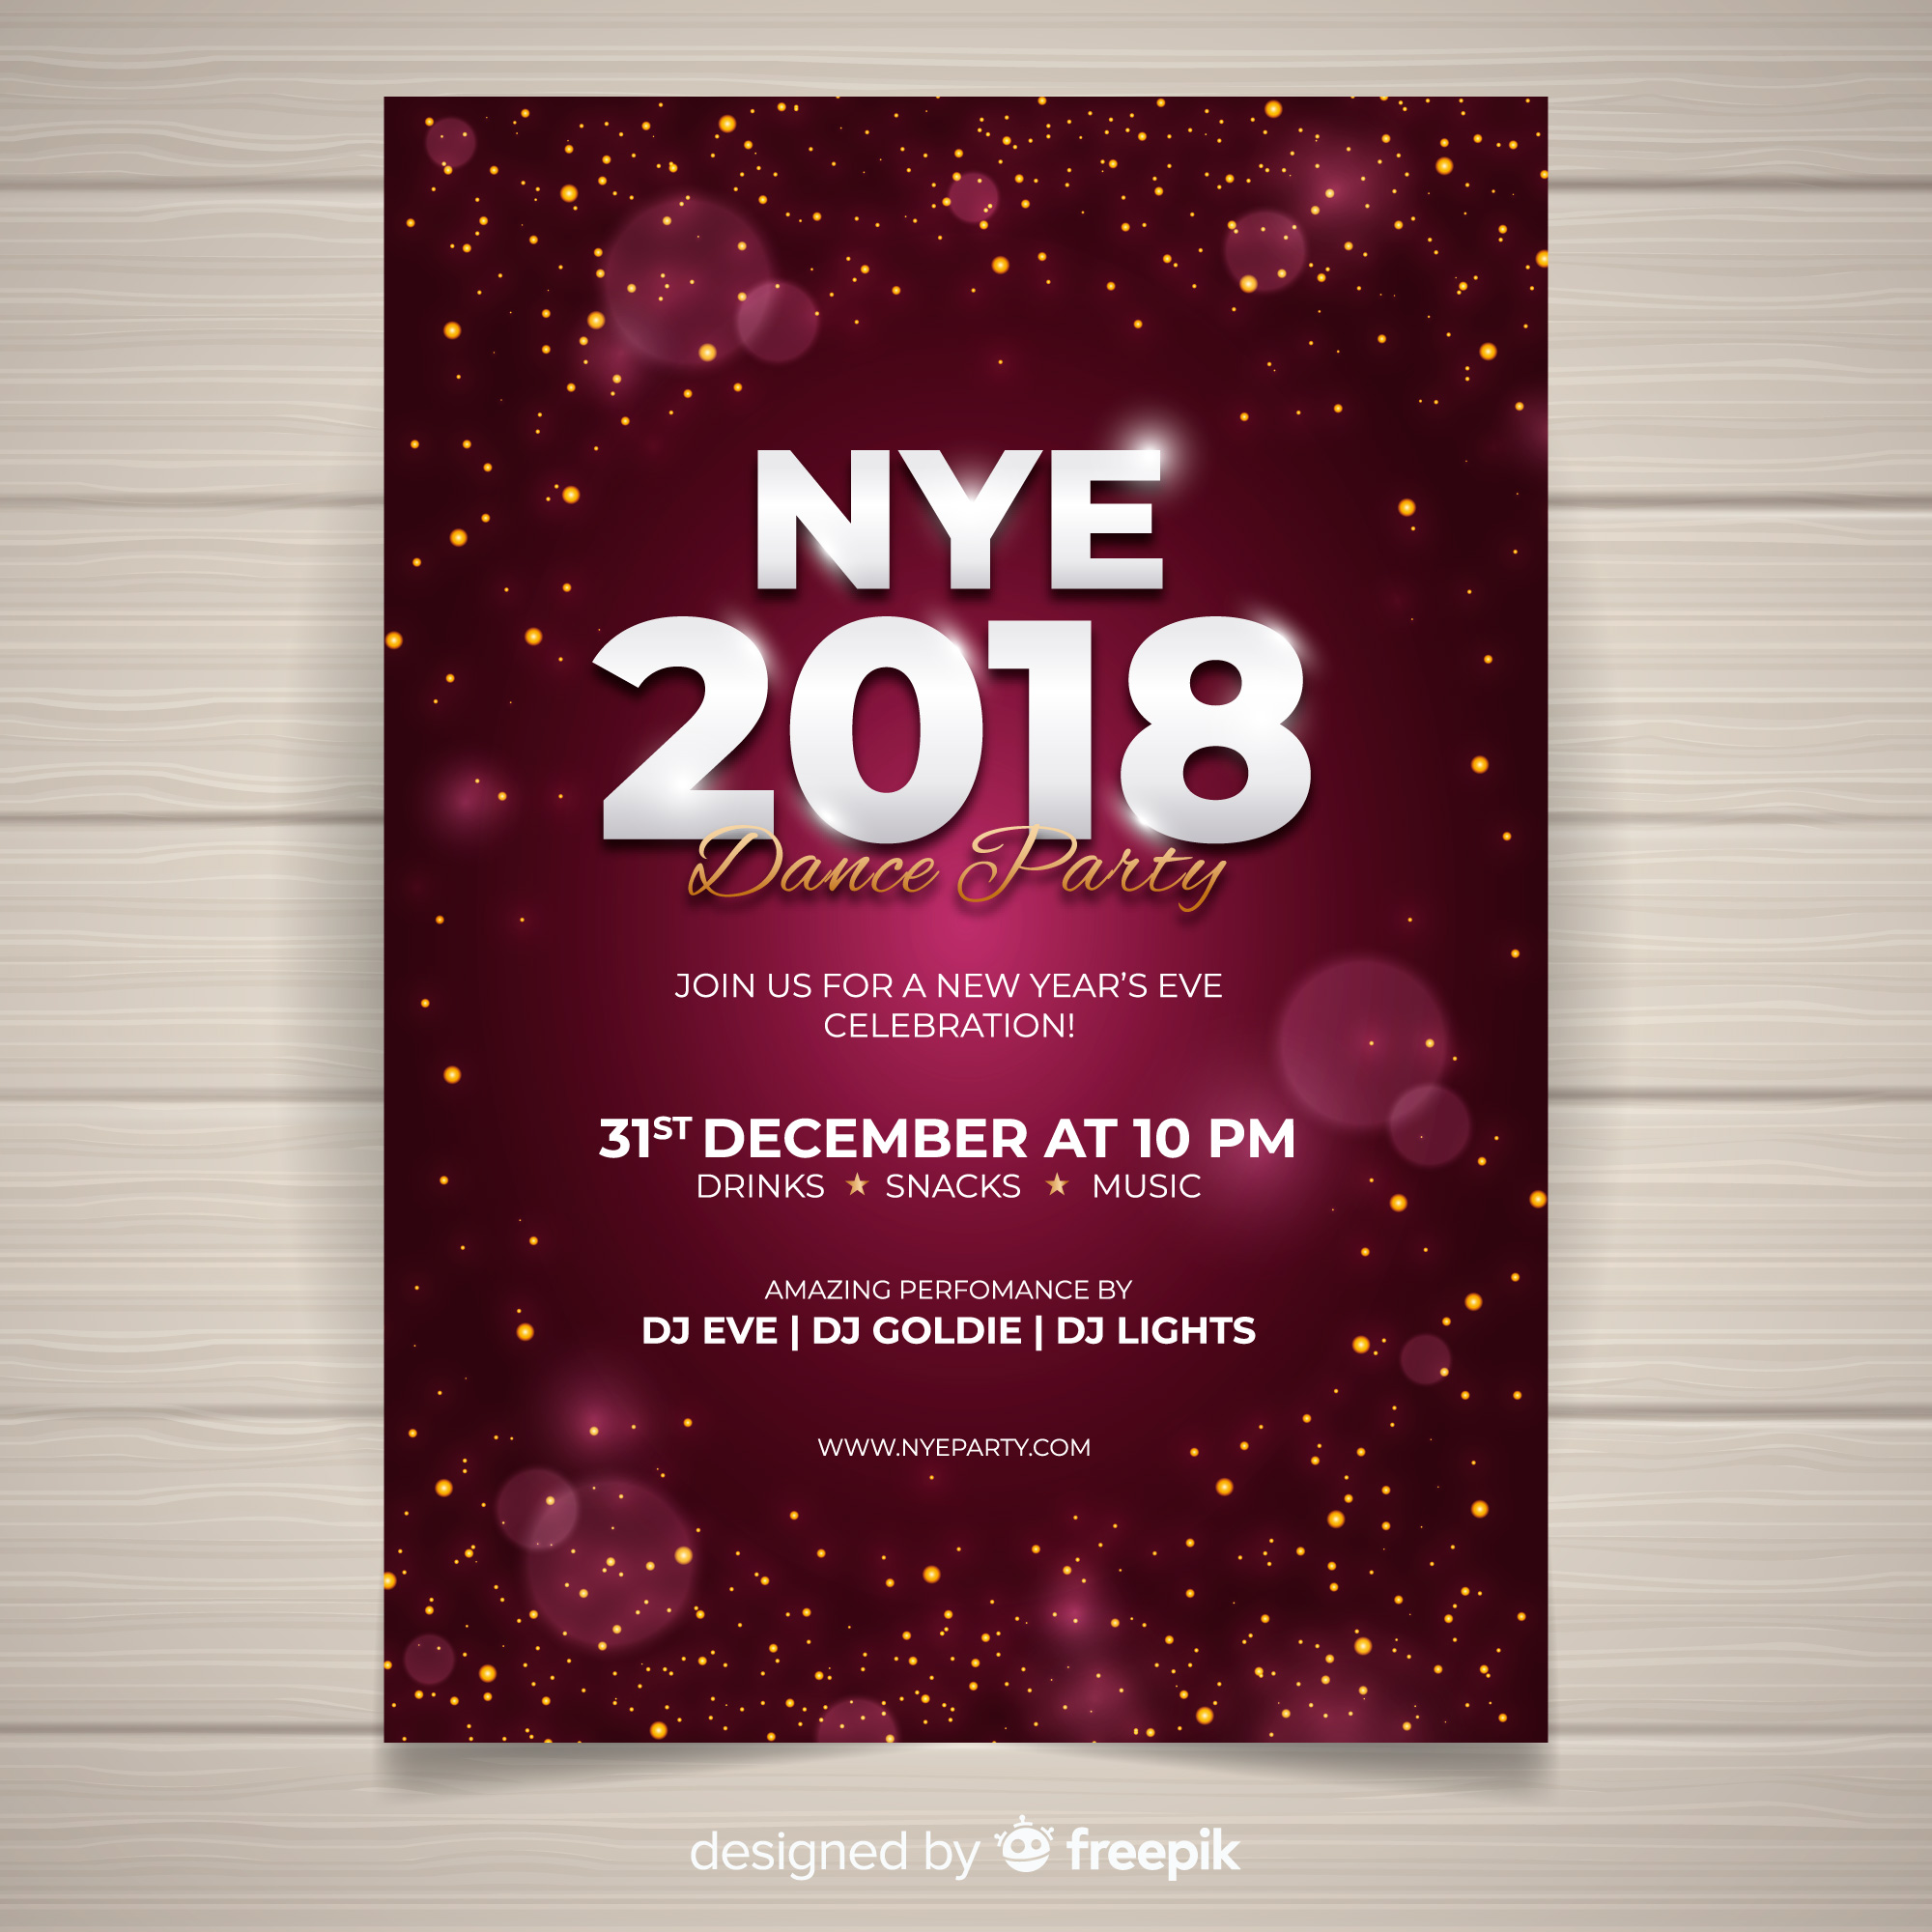 NYE
2018
Dance Party
JOIN US FOR A NEW YEAR’S EVE
CELEBRATION!
31ST DECEMBER AT 10 PM
DRINKS ★ SNACKS ★ MUSIC
AMAZING PERFOMANCE BY
DJ EVE | DJ GOLDIE | DJ LIGHTS
WWW.NYEPARTY.COM
designed by freepik